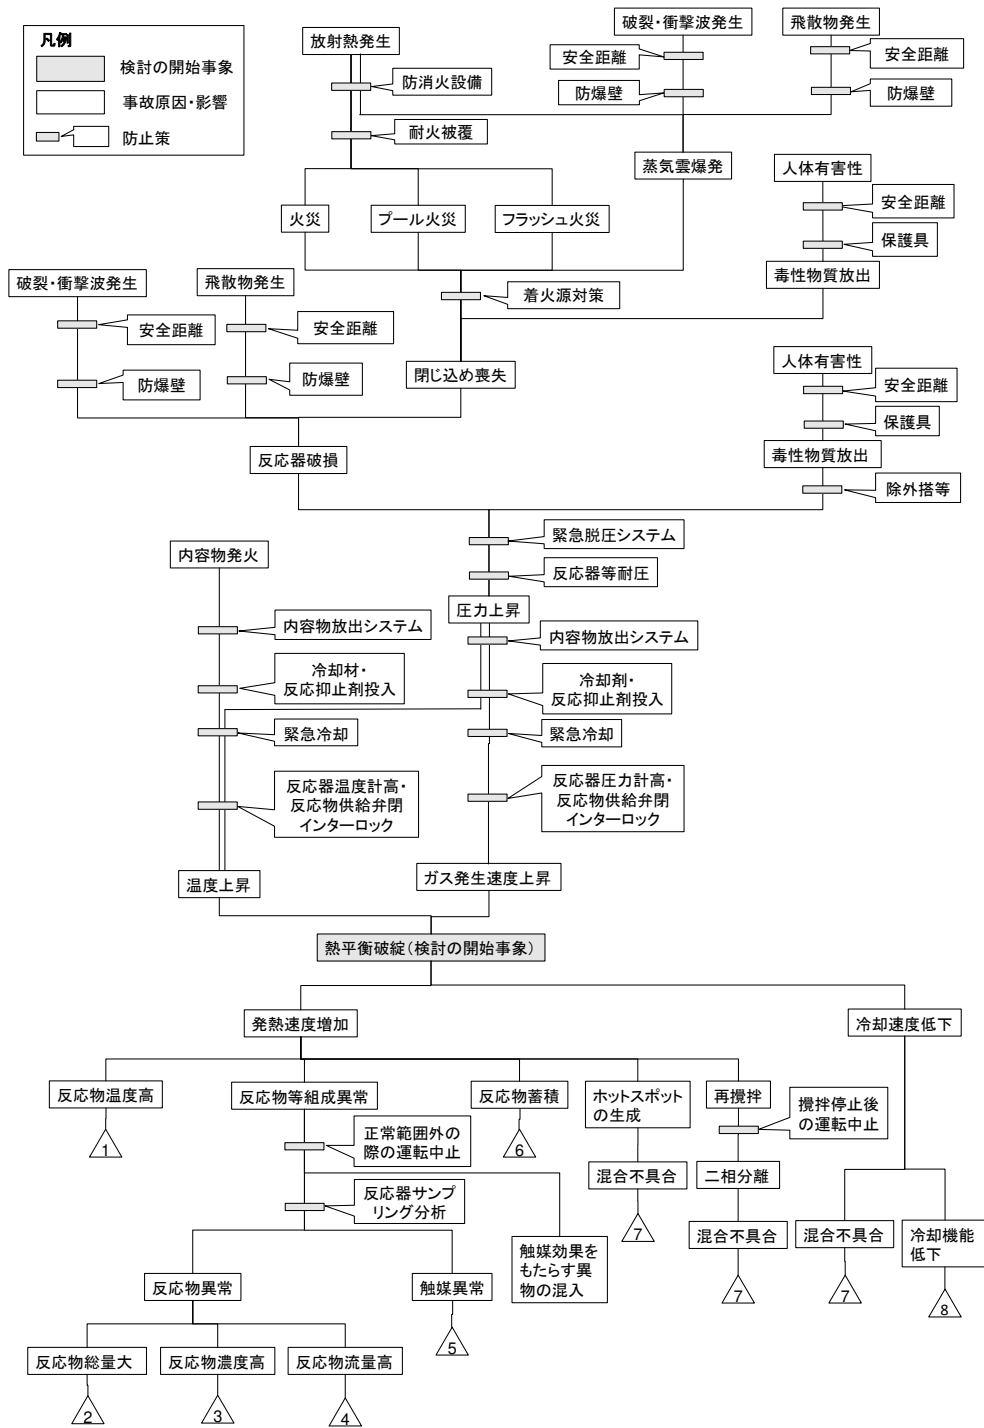 凡例
検討の開始事象
事故原因・影響
防止策
放射熱発生
防消火設備
耐火被覆
破裂・衝撃波発生
安全距離
防爆壁
飛散物発生
安全距離
防爆壁
蒸気雲爆発
火災
プール火災
フラッシュ火災
人体有害性
安全距離
保護具
毒性物質放出
着火源対策
破裂・衝撃波発生
安全距離
防爆壁
飛散物発生
安全距離
防爆壁
閉じ込め喪失
人体有害性
安全距離
保護具
毒性物質放出
除外搭等
反応器破損
緊急脱圧システム
反応器等耐圧
圧力上昇
内容物発火
内容物放出システム
冷却材・
反応抑止剤投入
緊急冷却
反応器温度計高・
反応物供給弁閉
インターロック
温度上昇
内容物放出システム
冷却剤・
反応抑止剤投入
緊急冷却
反応器圧力計高・
反応物供給弁閉
インターロック
ガス発生速度上昇
熱平衡破綻(検討の開始事象)
発熱速度増加
冷却速度低下
反応物温度高
1
反応物等組成異常
正常範囲外の
際の運転中止
反応器サンプ
リング分析
反応物蓄積
6
ホットスポット
の生成
混合不具合
7
再攪拌
攪拌停止後
の運転中止
二相分離
混合不具合
7
混合不具合
7
冷却機能
低下
8
触媒効果を
もたらす異
物の混入
反応物異常
触媒異常
5
反応物総量大
2
反応物濃度高
3
反応物流量高
4